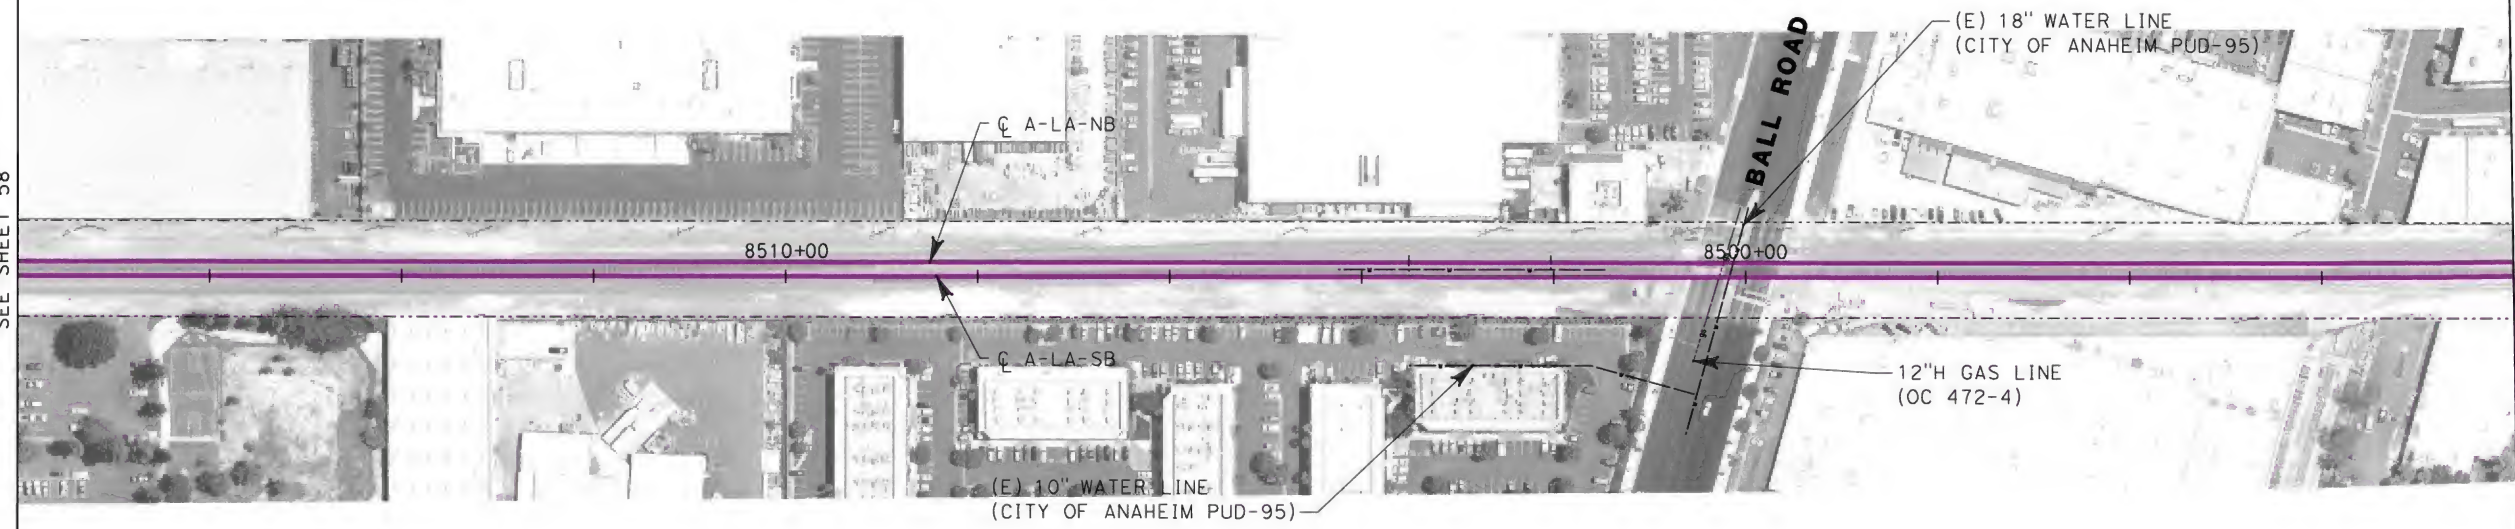 (E) 18" WATER LINE
(CITY OF ANAHEIM PUD-95)
BALL ROAD
℄ A-LA-NB
SEE SHEET 58
8510+00
8500+00
℄ A-LA-SB
12"H GAS LINE
(OC 472-4)
(E) 10" WATER LINE
(CITY OF ANAHEIM PUD-95)